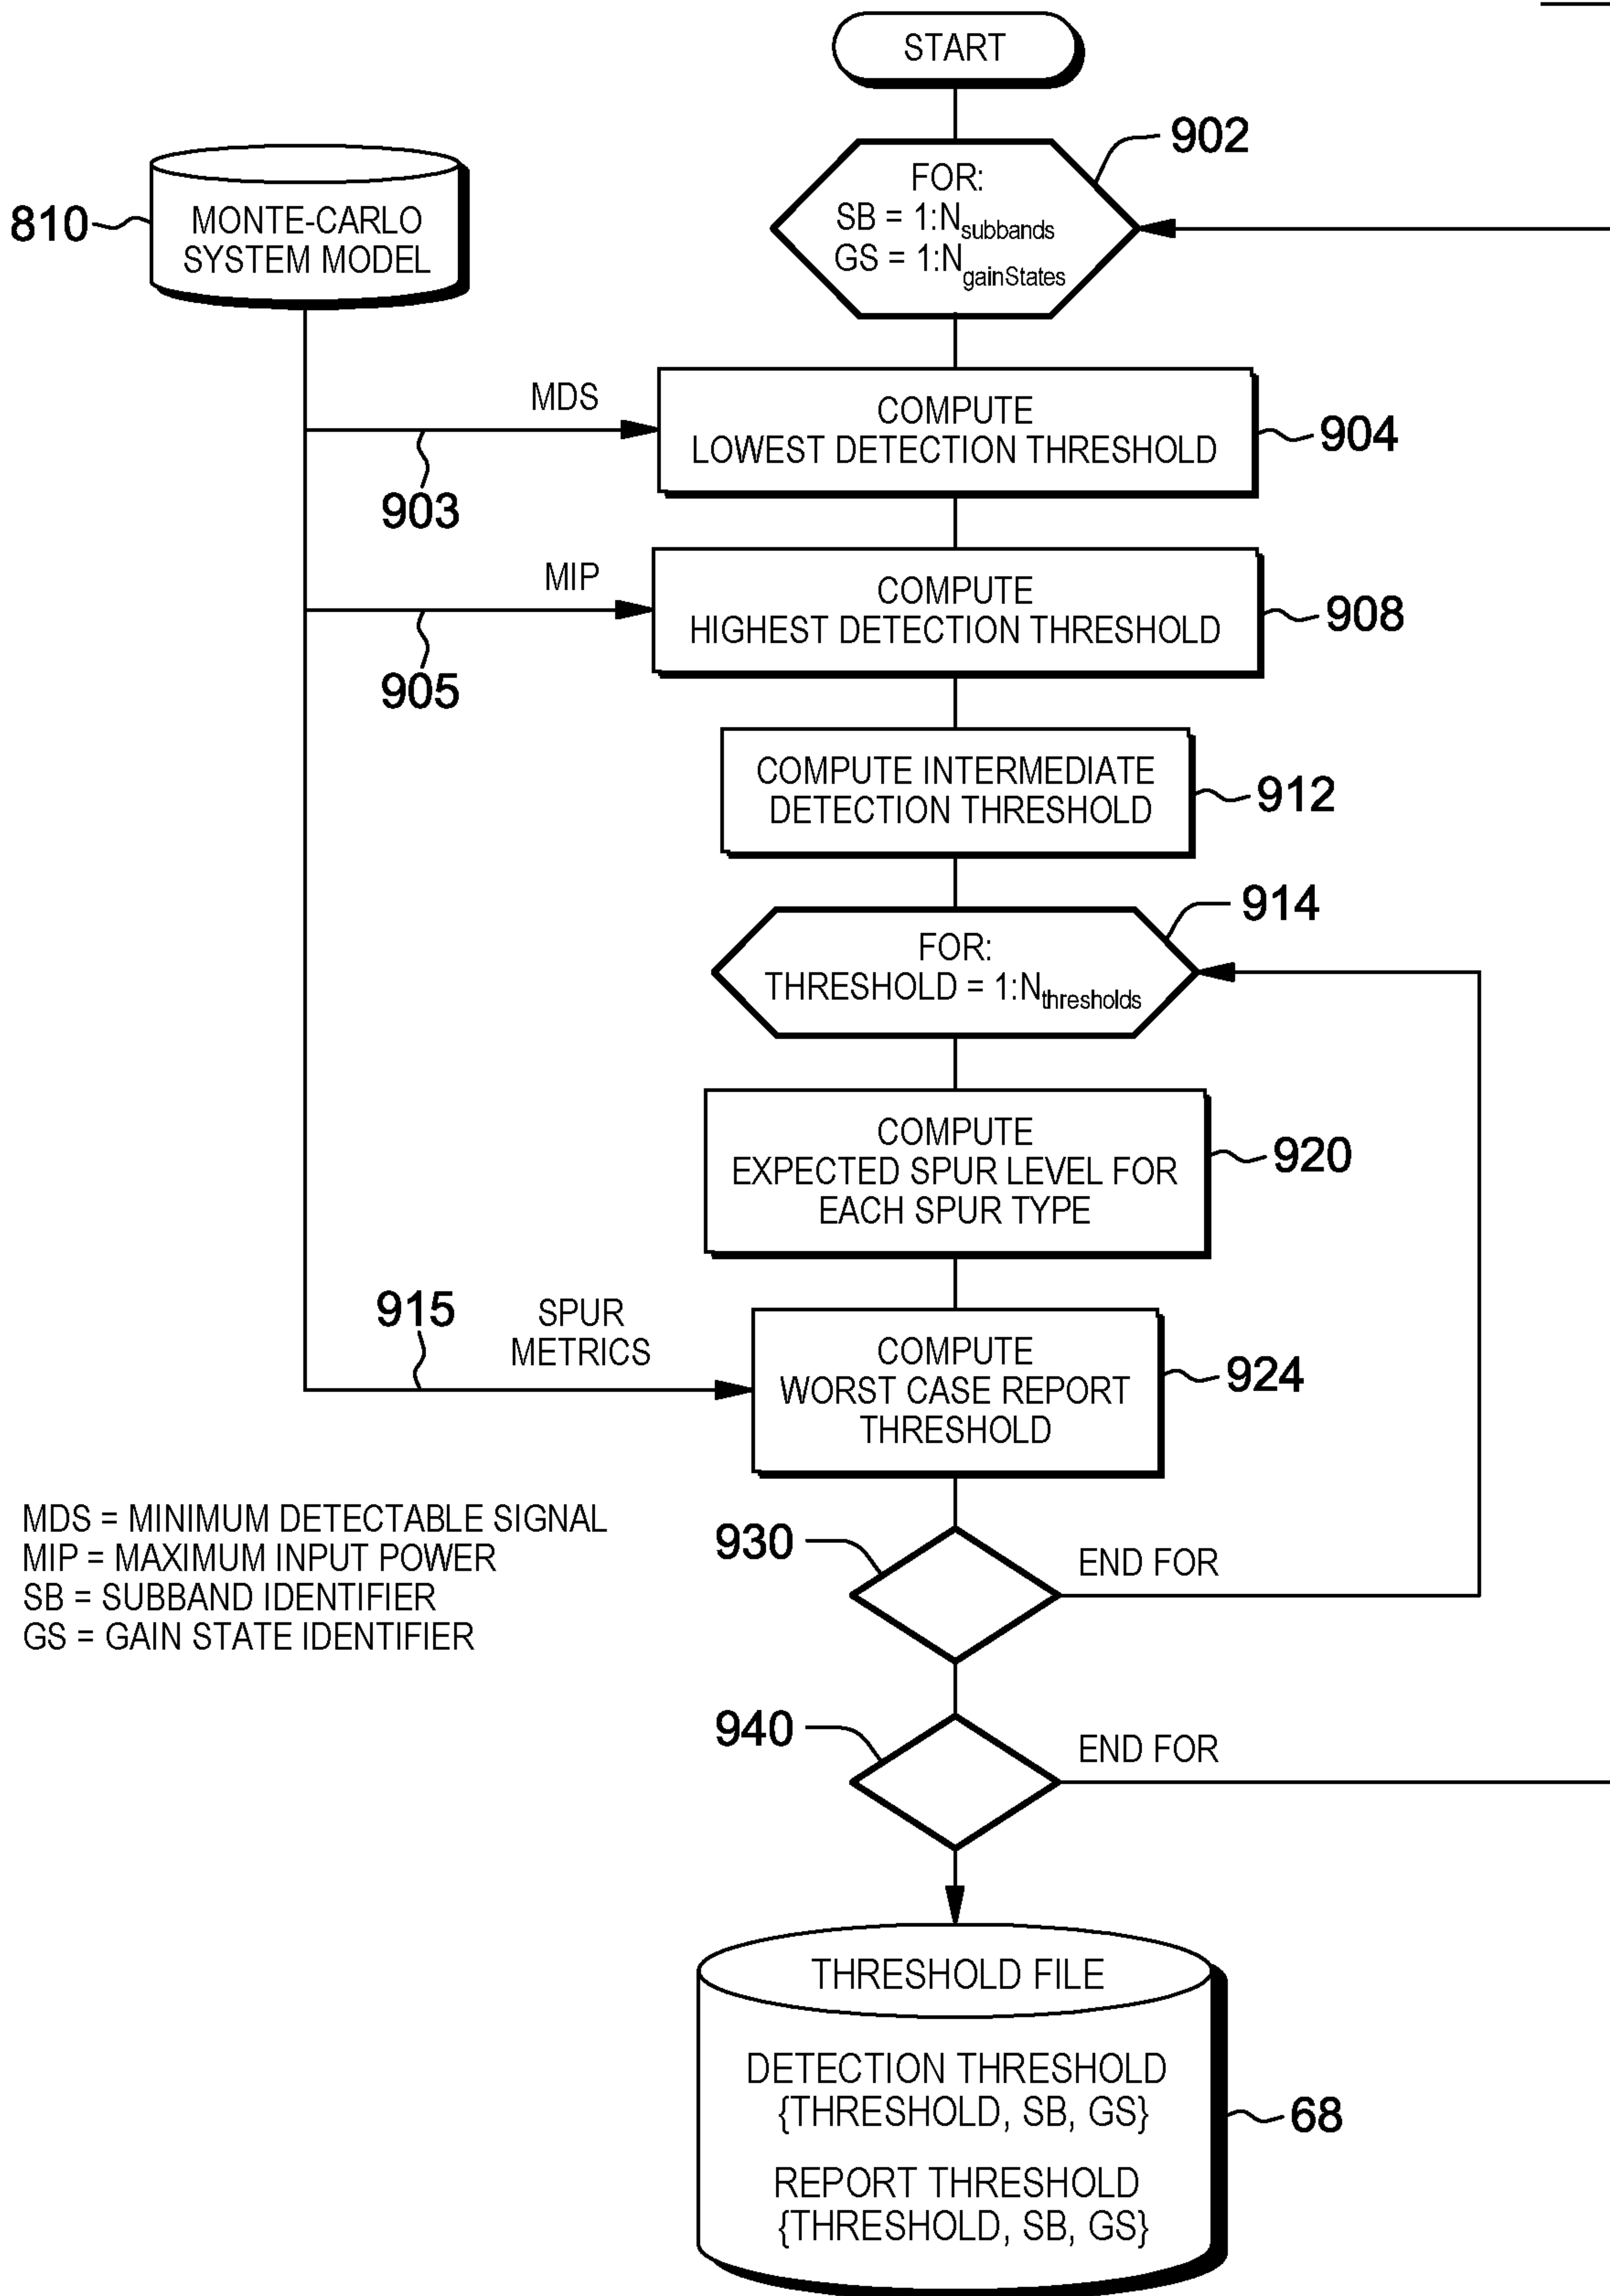 START
902
FOR:
SB = 1:Nsubbands
GS = 1:NgainStates
810
MONTE-CARLO
SYSTEM MODEL
MDS
903
COMPUTE
LOWEST DETECTION THRESHOLD
904
MIP
905
COMPUTE
HIGHEST DETECTION THRESHOLD
908
COMPUTE INTERMEDIATE
DETECTION THRESHOLD
912
914
FOR:
THRESHOLD = 1:Nthresholds
COMPUTE
EXPECTED SPUR LEVEL FOR
EACH SPUR TYPE
920
915
SPUR
METRICS
COMPUTE
WORST CASE REPORT
THRESHOLD
924
MDS = MINIMUM DETECTABLE SIGNAL
MIP = MAXIMUM INPUT POWER
SB = SUBBAND IDENTIFIER
GS = GAIN STATE IDENTIFIER
930
END FOR
940
END FOR
THRESHOLD FILE
DETECTION THRESHOLD
{THRESHOLD, SB, GS}
REPORT THRESHOLD
{THRESHOLD, SB, GS}
68